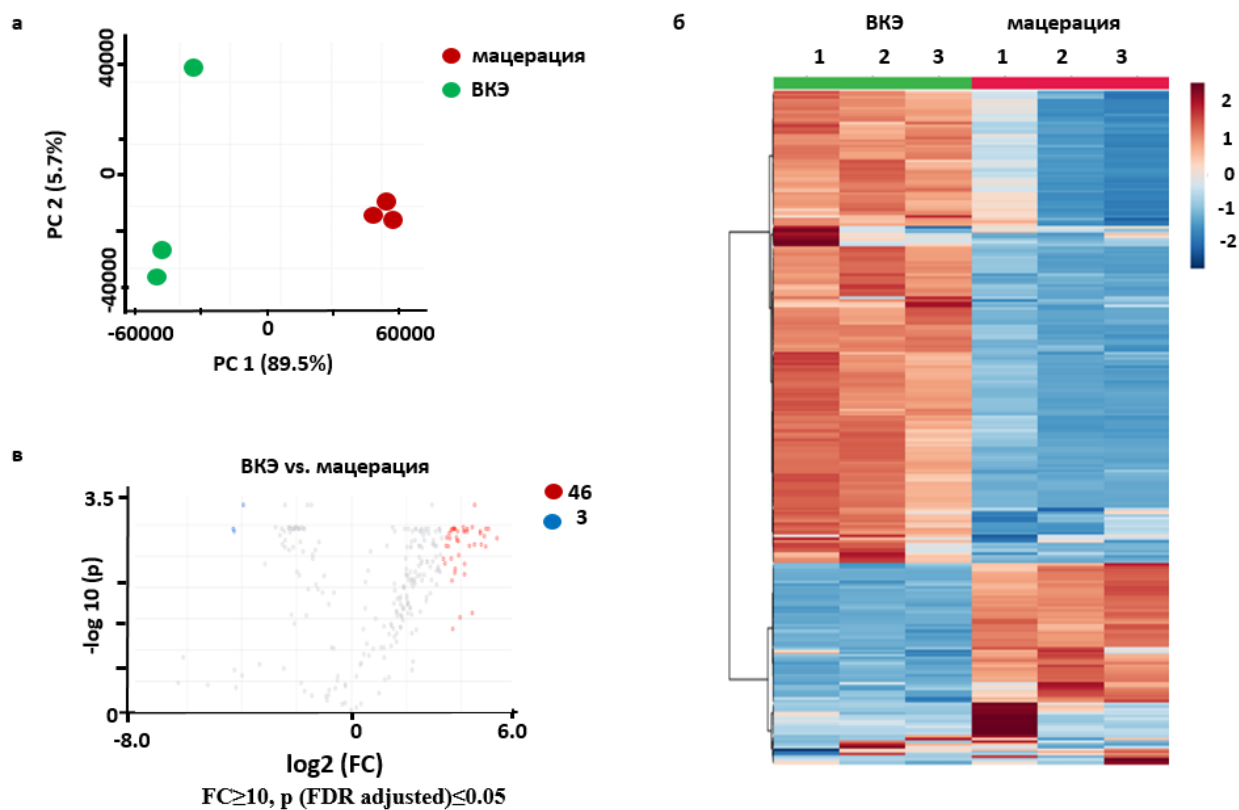 а
40000
0
-40000
PC 2 (5.7%)
-60000
0
60000
PC 1 (89.5%)
мацерация
ВКЭ
б
ВКЭ
мацерация
1 2 3 1 2 3
2
1
0
-1
-2
в
ВКЭ vs. мацерация
3.5
0
-log 10 (p)
-8.0
0
6.0
log2 (FC)
46
3
FC≥10, p (FDR adjusted)≤0.05